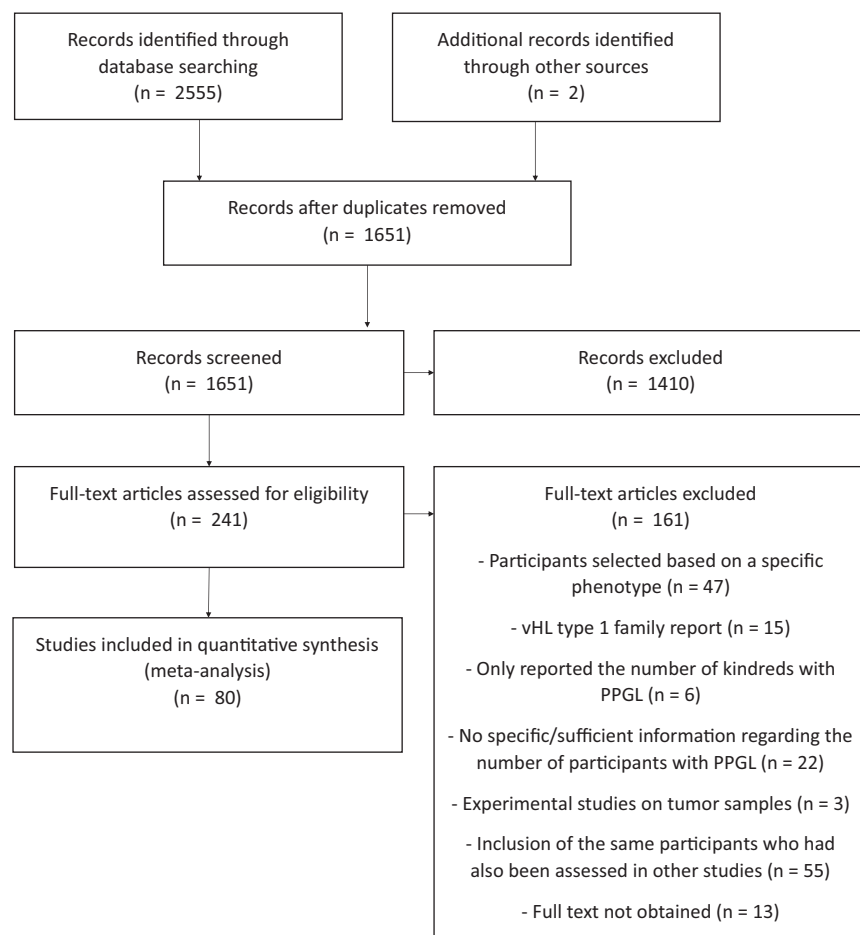 Records identified through
database searching
(n = 2555)
Additional records identified
through other sources
(n = 2)
Records after duplicates removed
(n = 1651)
Records screened
(n = 1651)
Records excluded
(n = 1410)
Full-text articles assessed for eligibility
(n = 241)
Full-text articles excluded
(n = 161)
- Participants selected based on a specific
phenotype (n = 47)
- vHL type 1 family report (n = 15)
- Only reported the number of kindreds with
PPGL (n = 6)
- No specific/sufficient information regarding the
number of participants with PPGL (n = 22)
- Experimental studies on tumor samples (n = 3)
- Inclusion of the same participants who had
also been assessed in other studies (n = 55)
- Full text not obtained (n = 13)
Studies included in quantitative synthesis
(meta-analysis)
(n = 80)